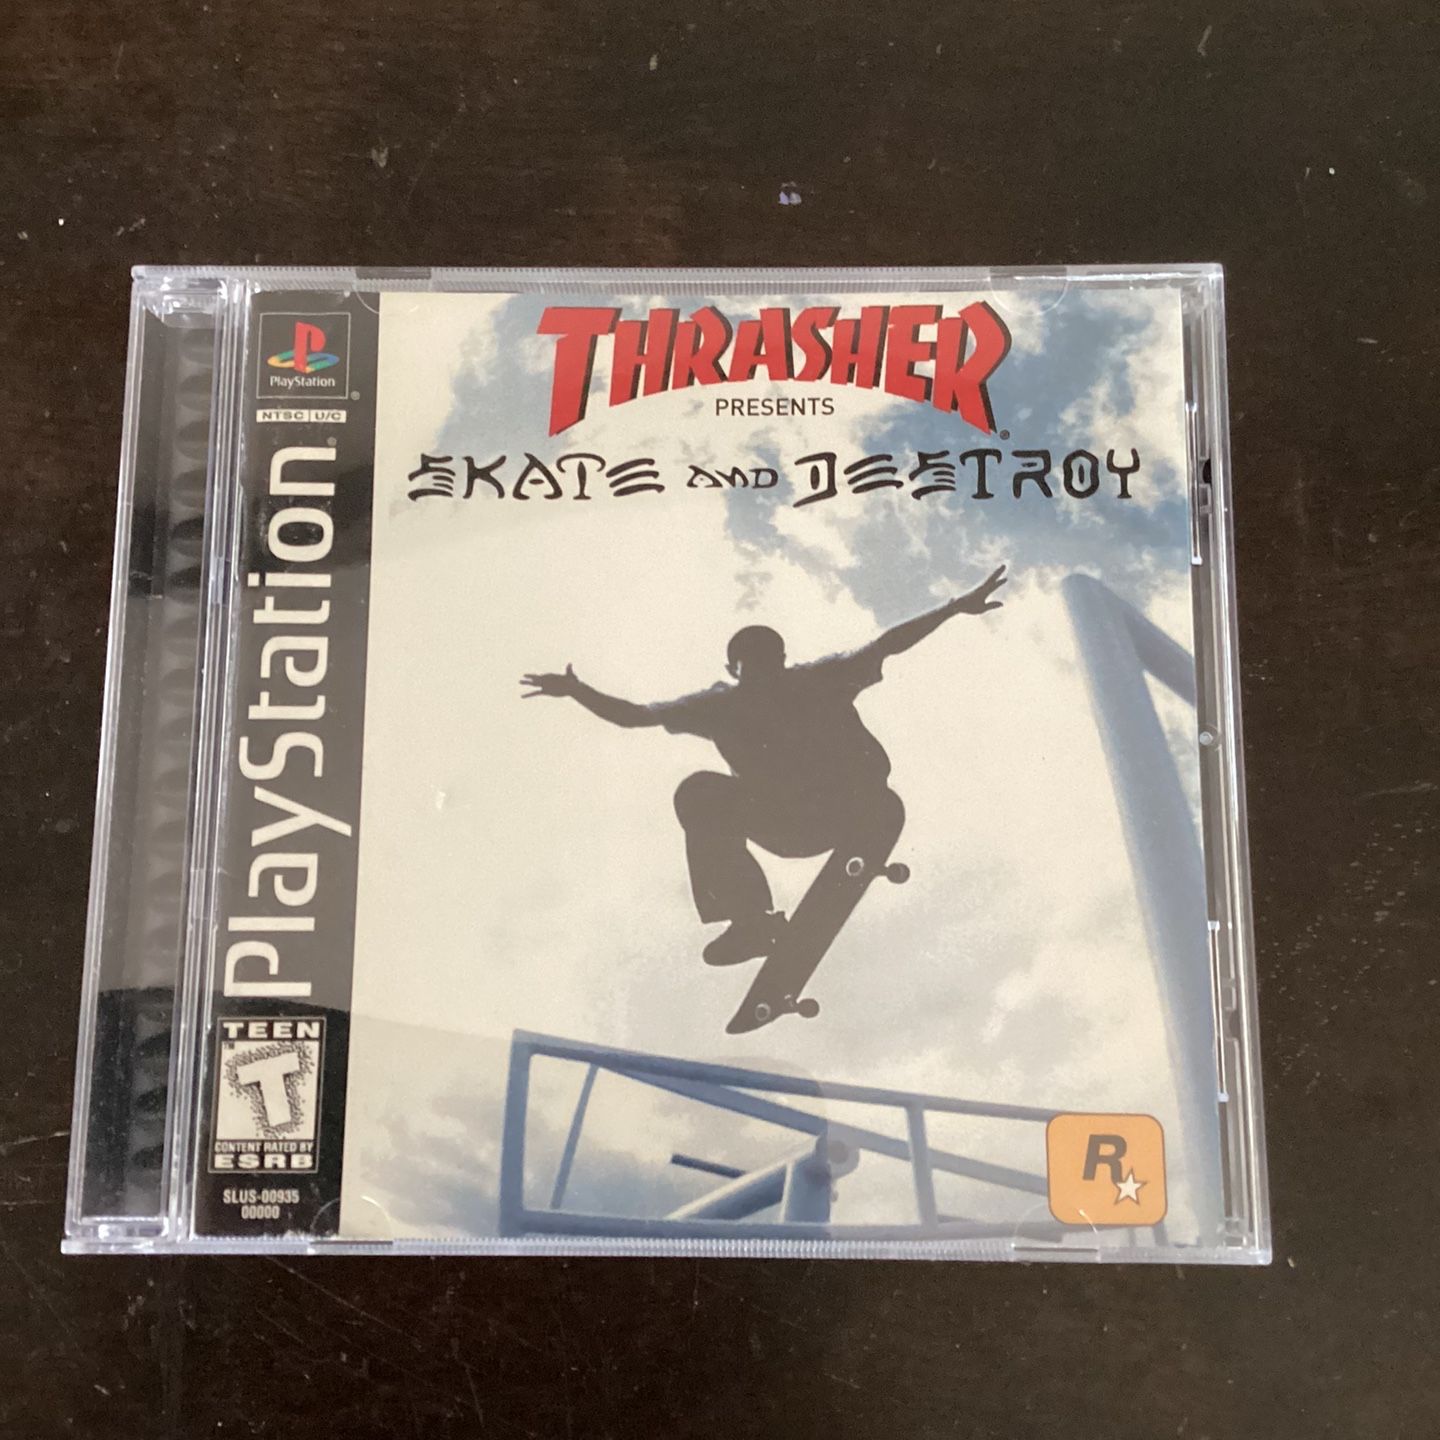 THRASHER
PRESENTS
SKATE AND DESTROY
PlayStation
NTSC U/C
PlayStation
TEEN
T
CONTENT RATED BY
ESRB
SLUS-00935
00000
R